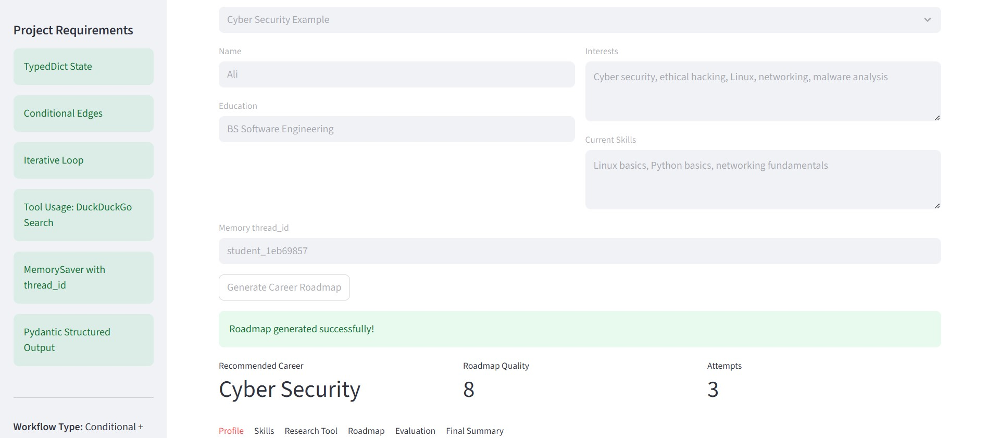 Project Requirements
TypedDict State
Conditional Edges
Iterative Loop
Tool Usage: DuckDuckGo
Search
MemorySaver with
thread_id
Pydantic Structured
Output
Workflow Type: Conditional +
Cyber Security Example
Name
Ali
Education
BS Software Engineering
Interests
Cyber security, ethical hacking, Linux, networking, malware analysis
Current Skills
Linux basics, Python basics, networking fundamentals
Memory thread_id
student_1eb69857
Generate Career Roadmap
Roadmap generated successfully!
Recommended Career
Cyber Security
Roadmap Quality
8
Attempts
3
Profile Skills Research Tool Roadmap Evaluation Final Summary